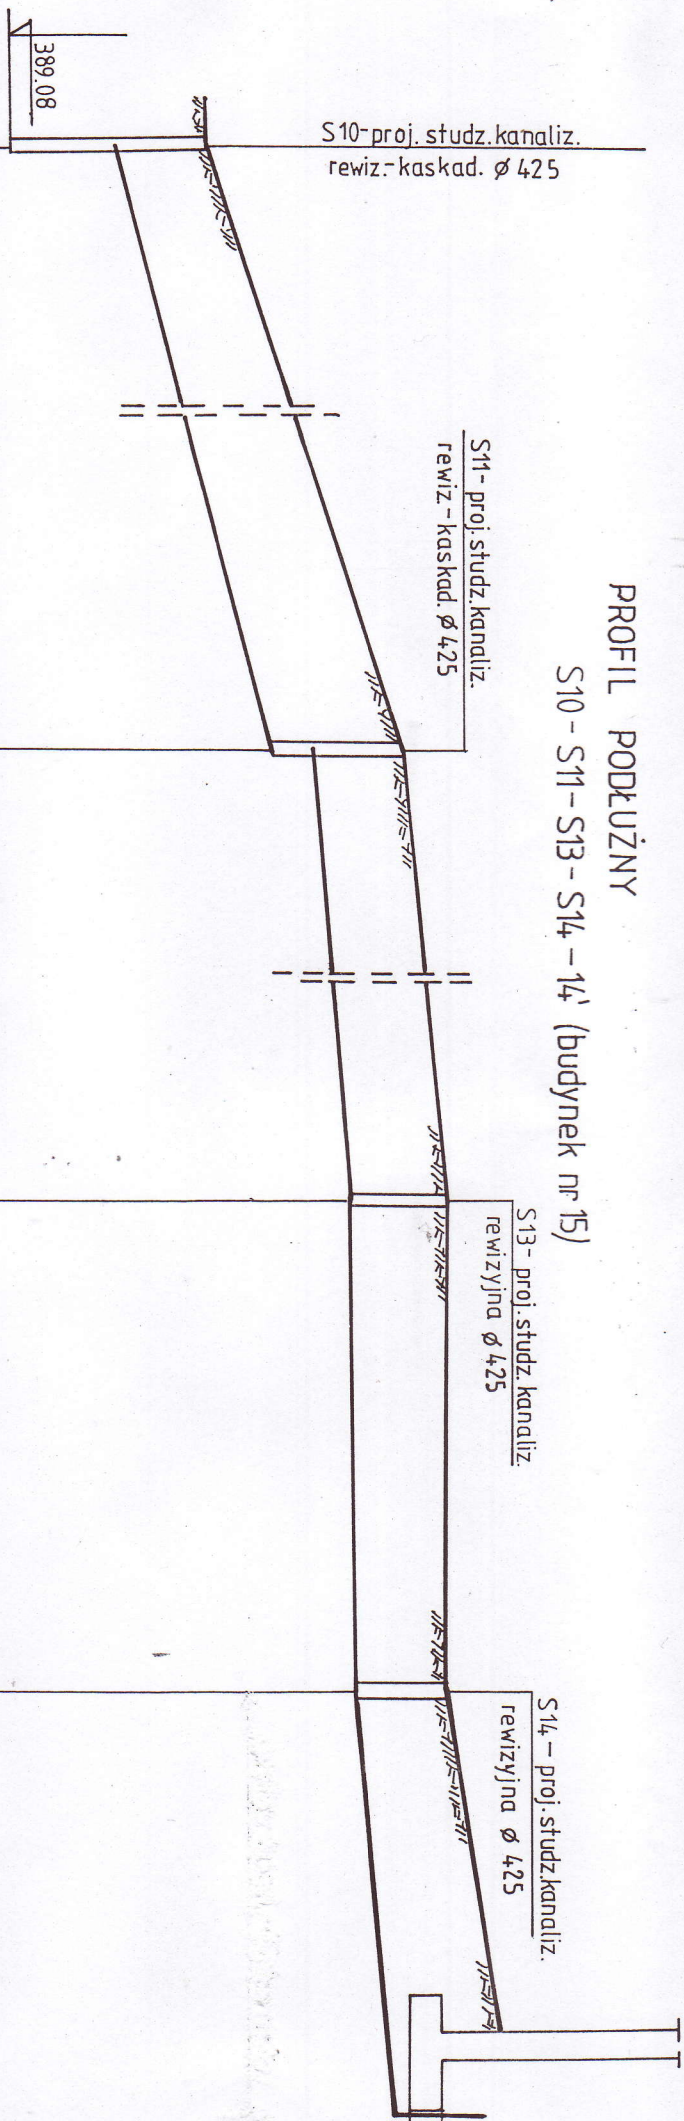 PROFIL PODŁUŻNY
S10 - S11 - S13 - S14 - 14' (budynek nr 15)
S10-proj. studz. kanaliz.
rewiz.-kaskad. ø 425
S11- proj. studz. kanaliz.
rewiz.- kaskad. ø 425
S13- proj. studz. kanaliz.
rewizyjna ø 425
S14 - proj. studz. kanaliz.
rewizyjna ø 425
389.08